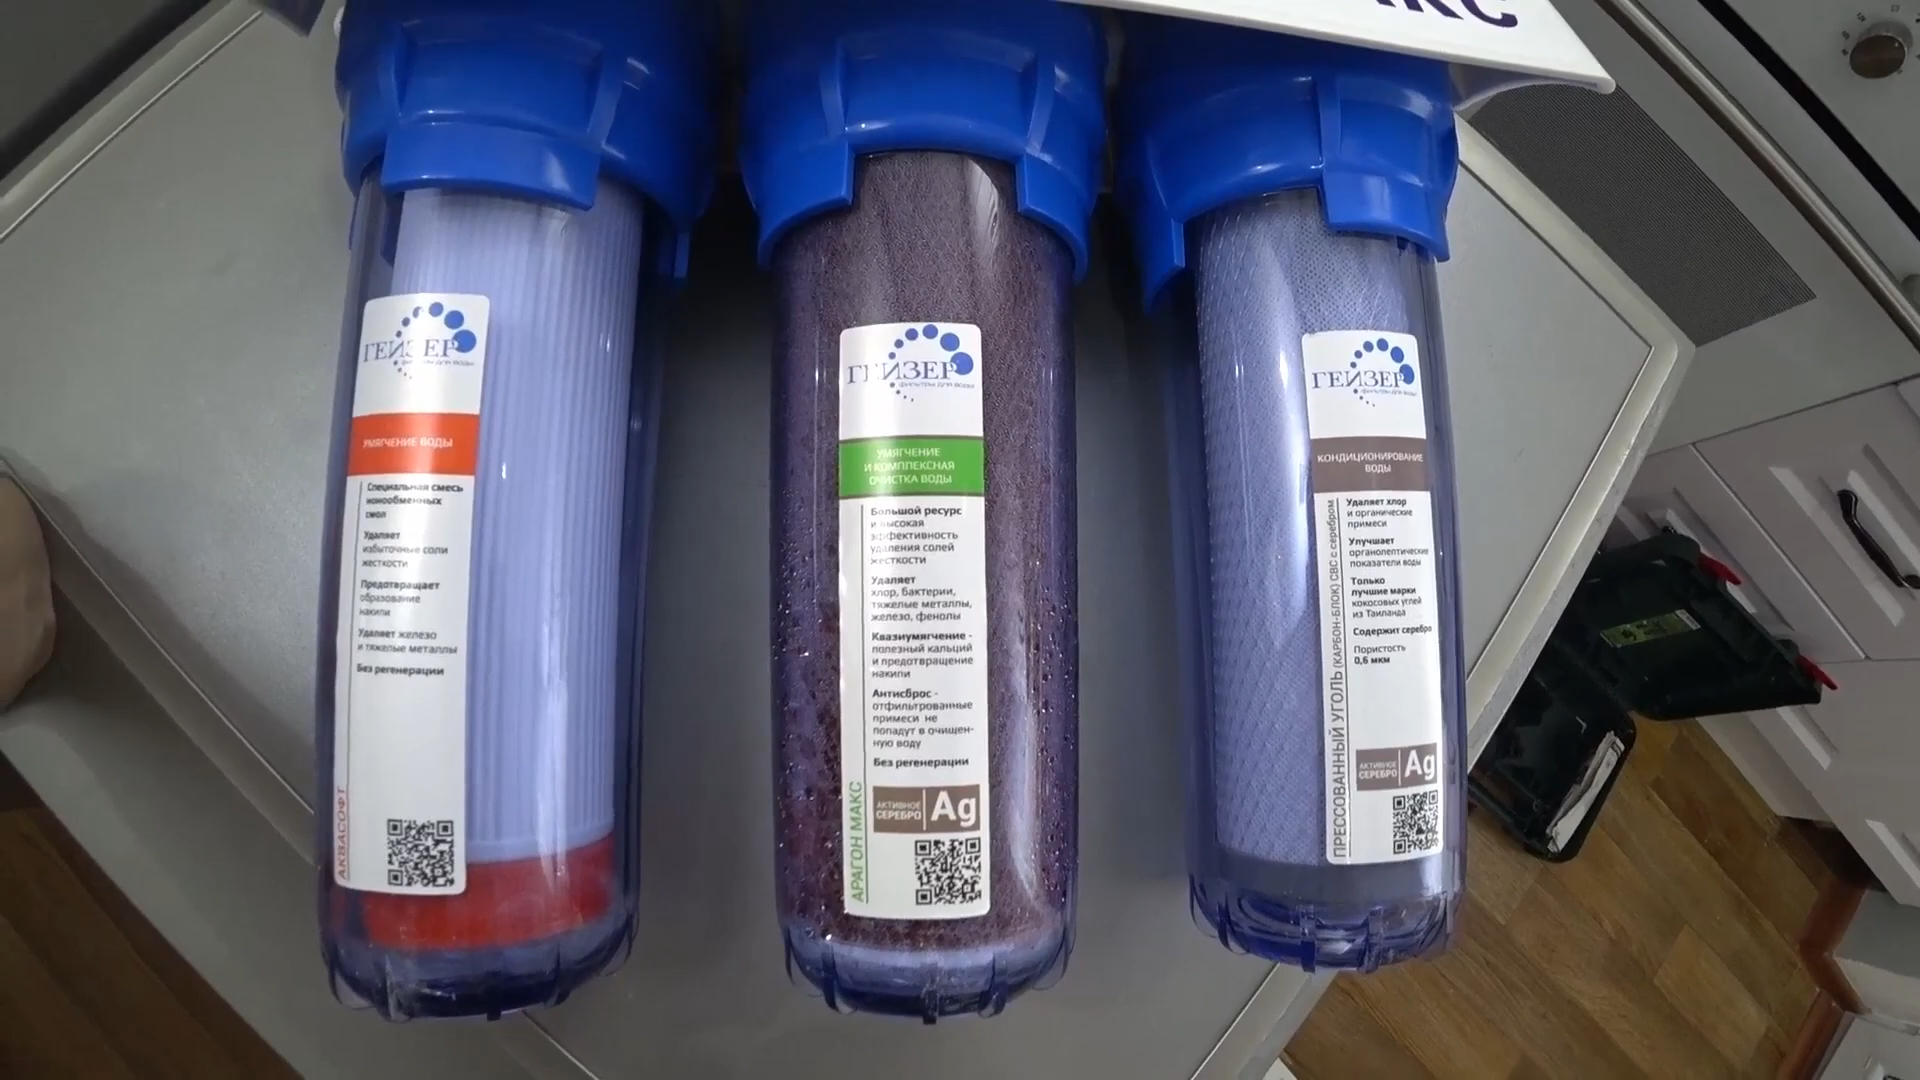 ГЕЙЗЕР
фильтры для воды
УМЯГЧЕНИЕ ВОДЫ
Специальная смесь
ионообменных
смол
Удаляет
избыточные соли
жесткости
Предотвращает
образование
накипи
Удаляет железо
и тяжелые металлы
Без регенерации
АКВАСОФТ
ГЕЙЗЕР
фильтры для воды
УМЯГЧЕНИЕ
И КОМПЛЕКСНАЯ
ОЧИСТКА ВОДЫ
Большой ресурс
и высокая
эффективность
удаления солей
жесткости
Удаляет
хлор, бактерии,
тяжелые металлы,
железо, фенолы
Квазиумягчение -
полезный кальций
и предотвращение
накипи
Антисброс -
отфильтрованные
примеси не
попадут в очищен-
ную воду
Без регенерации
АКТИВНОЕ
СЕРЕБРО
Ag
АРАГОН МАКС
ГЕЙЗЕР
фильтры для воды
КОНДИЦИОНИРОВАНИЕ
ВОДЫ
Удаляет хлор
и органические
примеси
Улучшает
органолептические
показатели воды
Только
лучшие марки
кокосовых углей
из Таиланда
Содержит серебро
Пористость
0,6 мкм
АКТИВНОЕ
СЕРЕБРО
Ag
ПРЕССОВАННЫЙ УГОЛЬ (КАРБОН-БЛОК) СВС с серебром